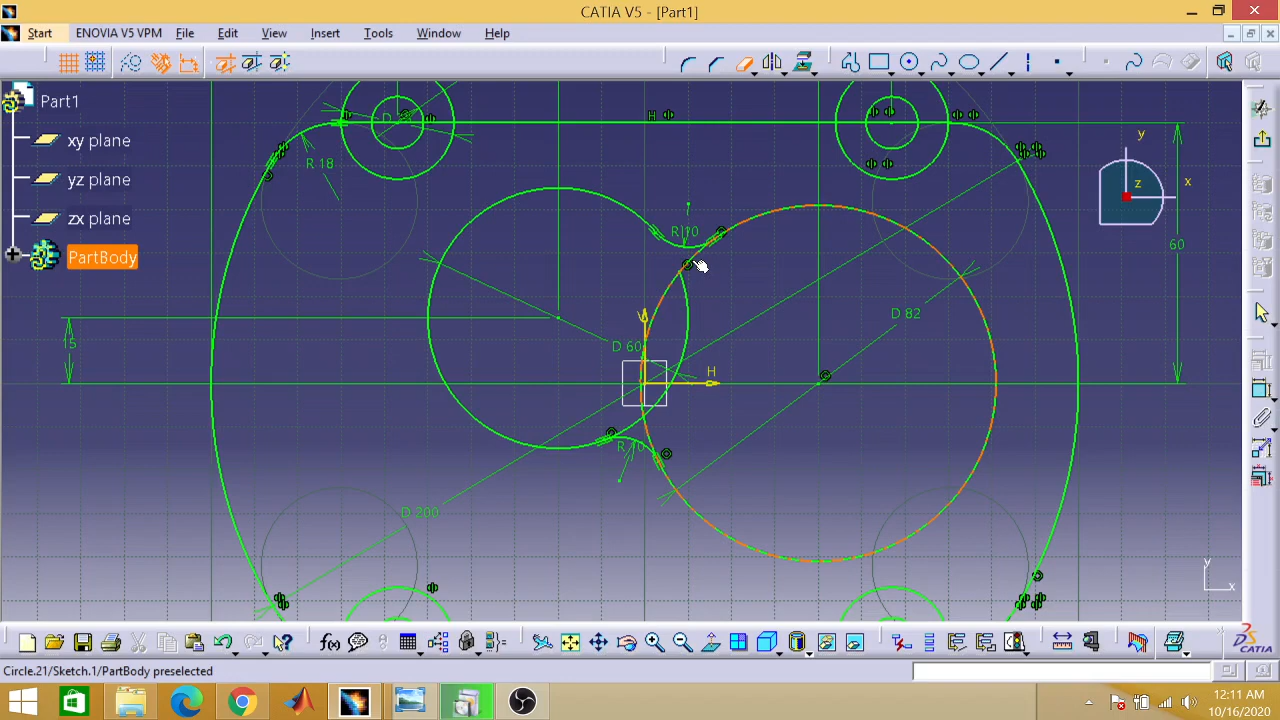 CATIA V5 - [Part1]
Start ENOVIA V5 VPM File Edit View Insert Tools Window Help
Part1
xy plane
yz plane
zx plane
PartBody
H
R 18
R 10
D 60
D 82
D 200
R 10
15
60
V
H
y
z
x
y
x
f(x)
CATIA
Circle.21/Sketch.1/PartBody preselected
12:11 AM
10/16/2020